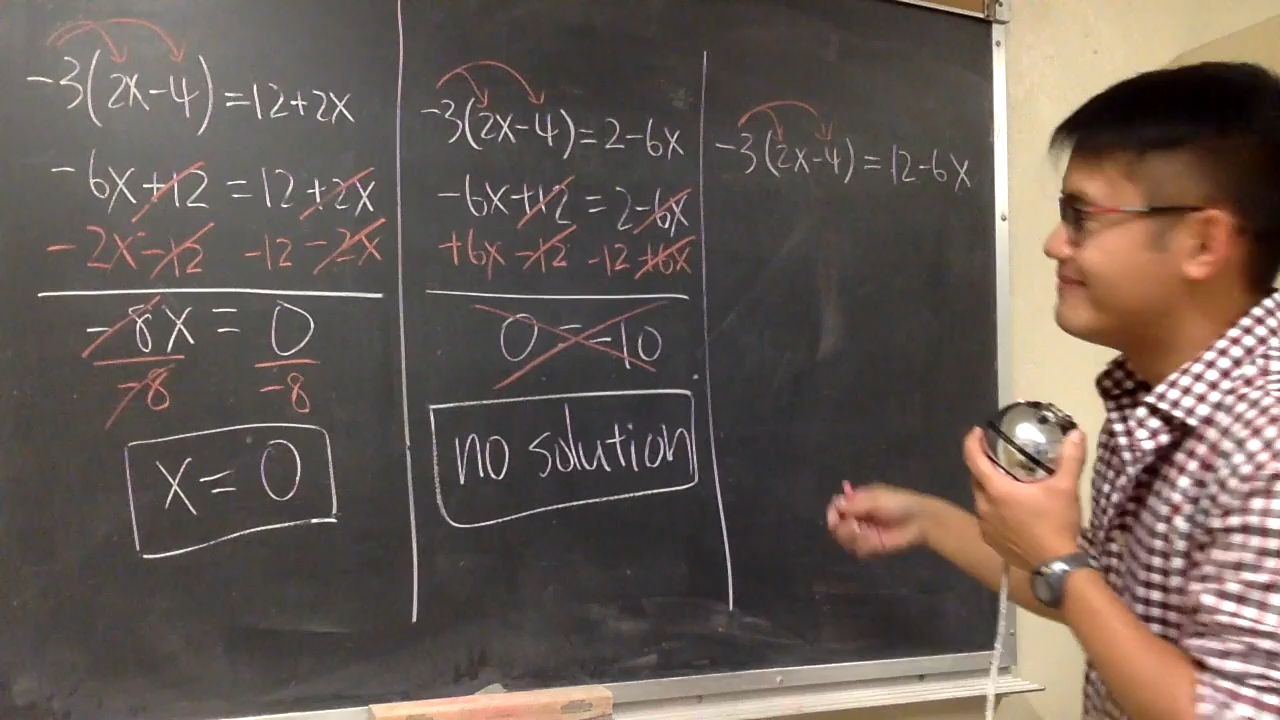 -3(2x-4)=12+2x
-6x+12=12+2x
-2x-12 -12-2x
-8x=0
-8 -8
x=0
-3(2x-4)=2-6x
-6x+12=2-6x
+6x-12 -12+6x
0=-10
no solution
-3(2x-4)=12-6x